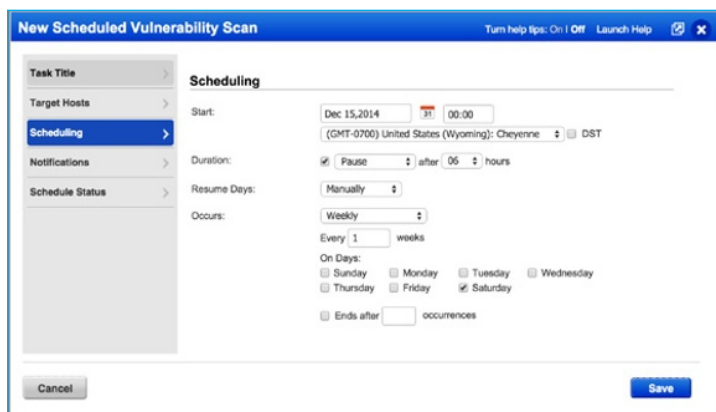 New Scheduled Vulnerability Scan
Turn help tips: On | Off Launch Help
Task Title
Target Hosts
Scheduling
Notifications
Schedule Status
Scheduling
Start: Dec 15,2014 31 00:00
(GMT-0700) United States (Wyoming): Cheyenne DST
Duration: Pause after 06 hours
Resume Days: Manually
Occurs: Weekly
Every 1 weeks
On Days:
Sunday Monday Tuesday Wednesday
Thursday Friday Saturday
Ends after occurrences
Cancel Save